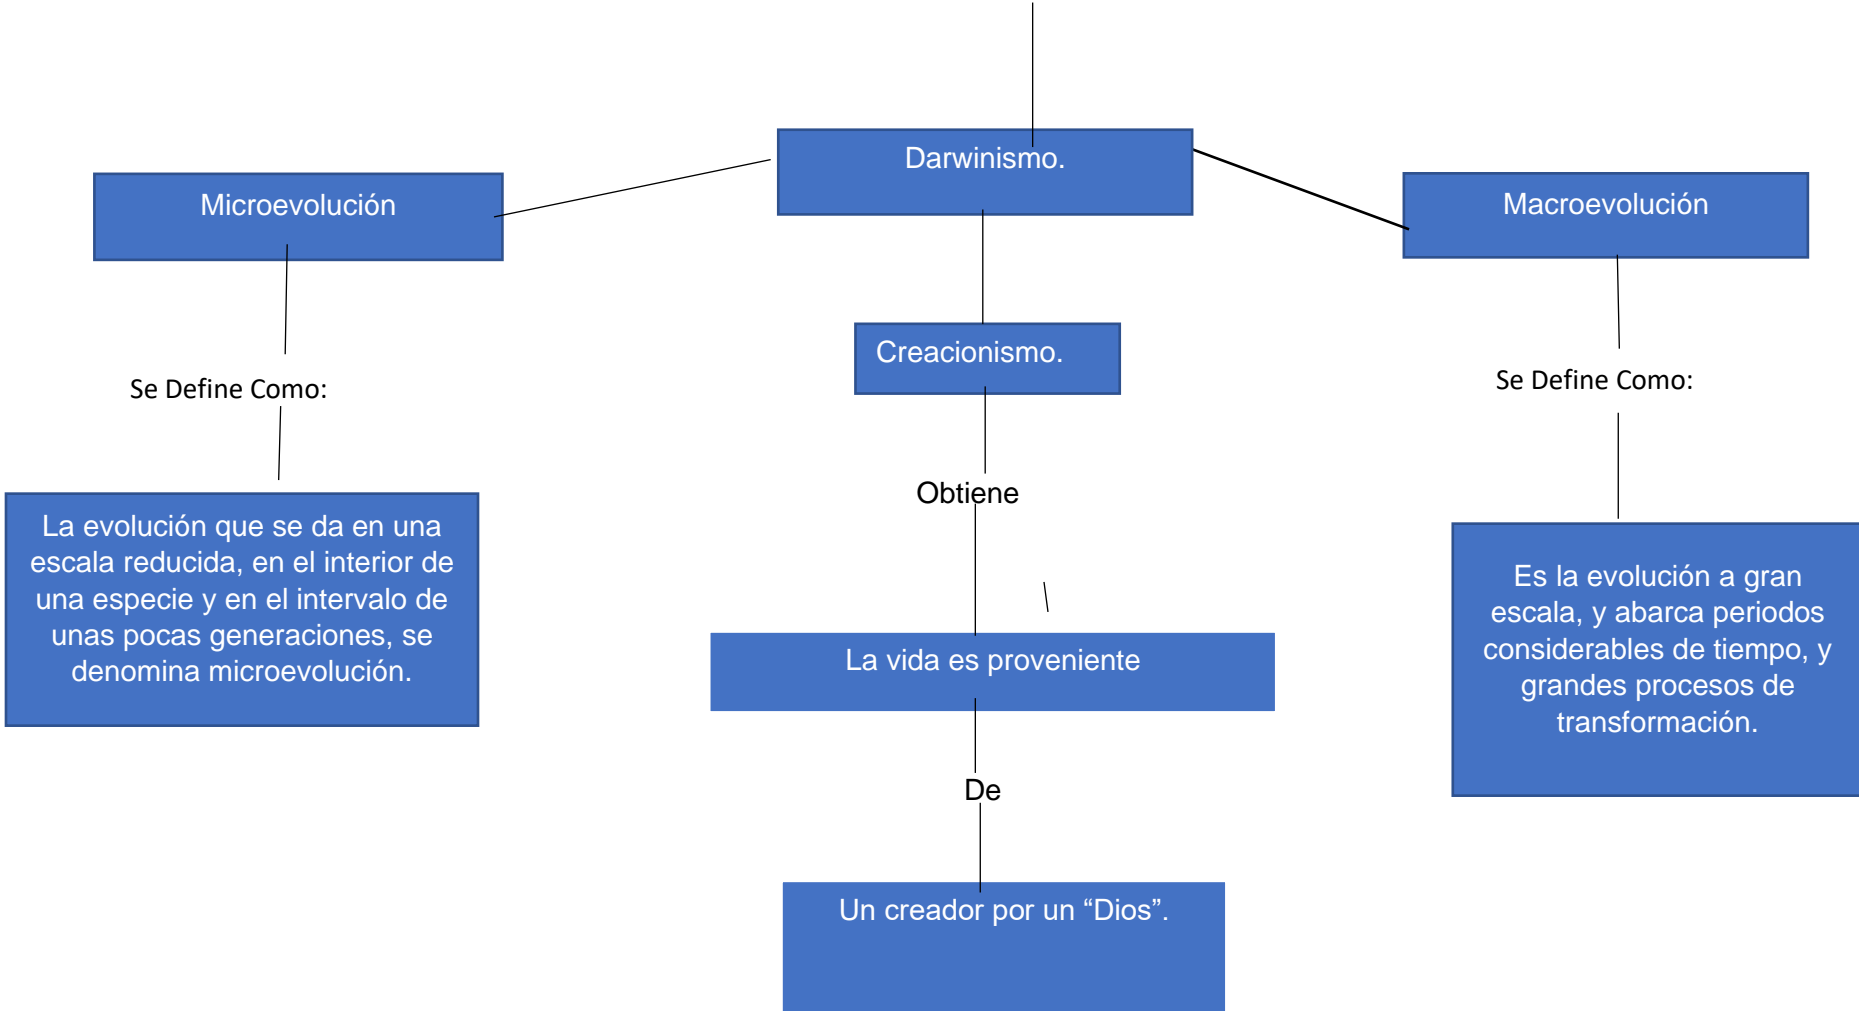 Darwinismo.
Microevolución
Macroevolución
Creacionismo.
Se Define Como:
Se Define Como:
Obtiene
La evolución que se da en una
escala reducida, en el interior de
una especie y en el intervalo de
unas pocas generaciones, se
denomina microevolución.
La vida es proveniente
Es la evolución a gran
escala, y abarca periodos
considerables de tiempo, y
grandes procesos de
transformación.
De
Un creador por un “Dios”.